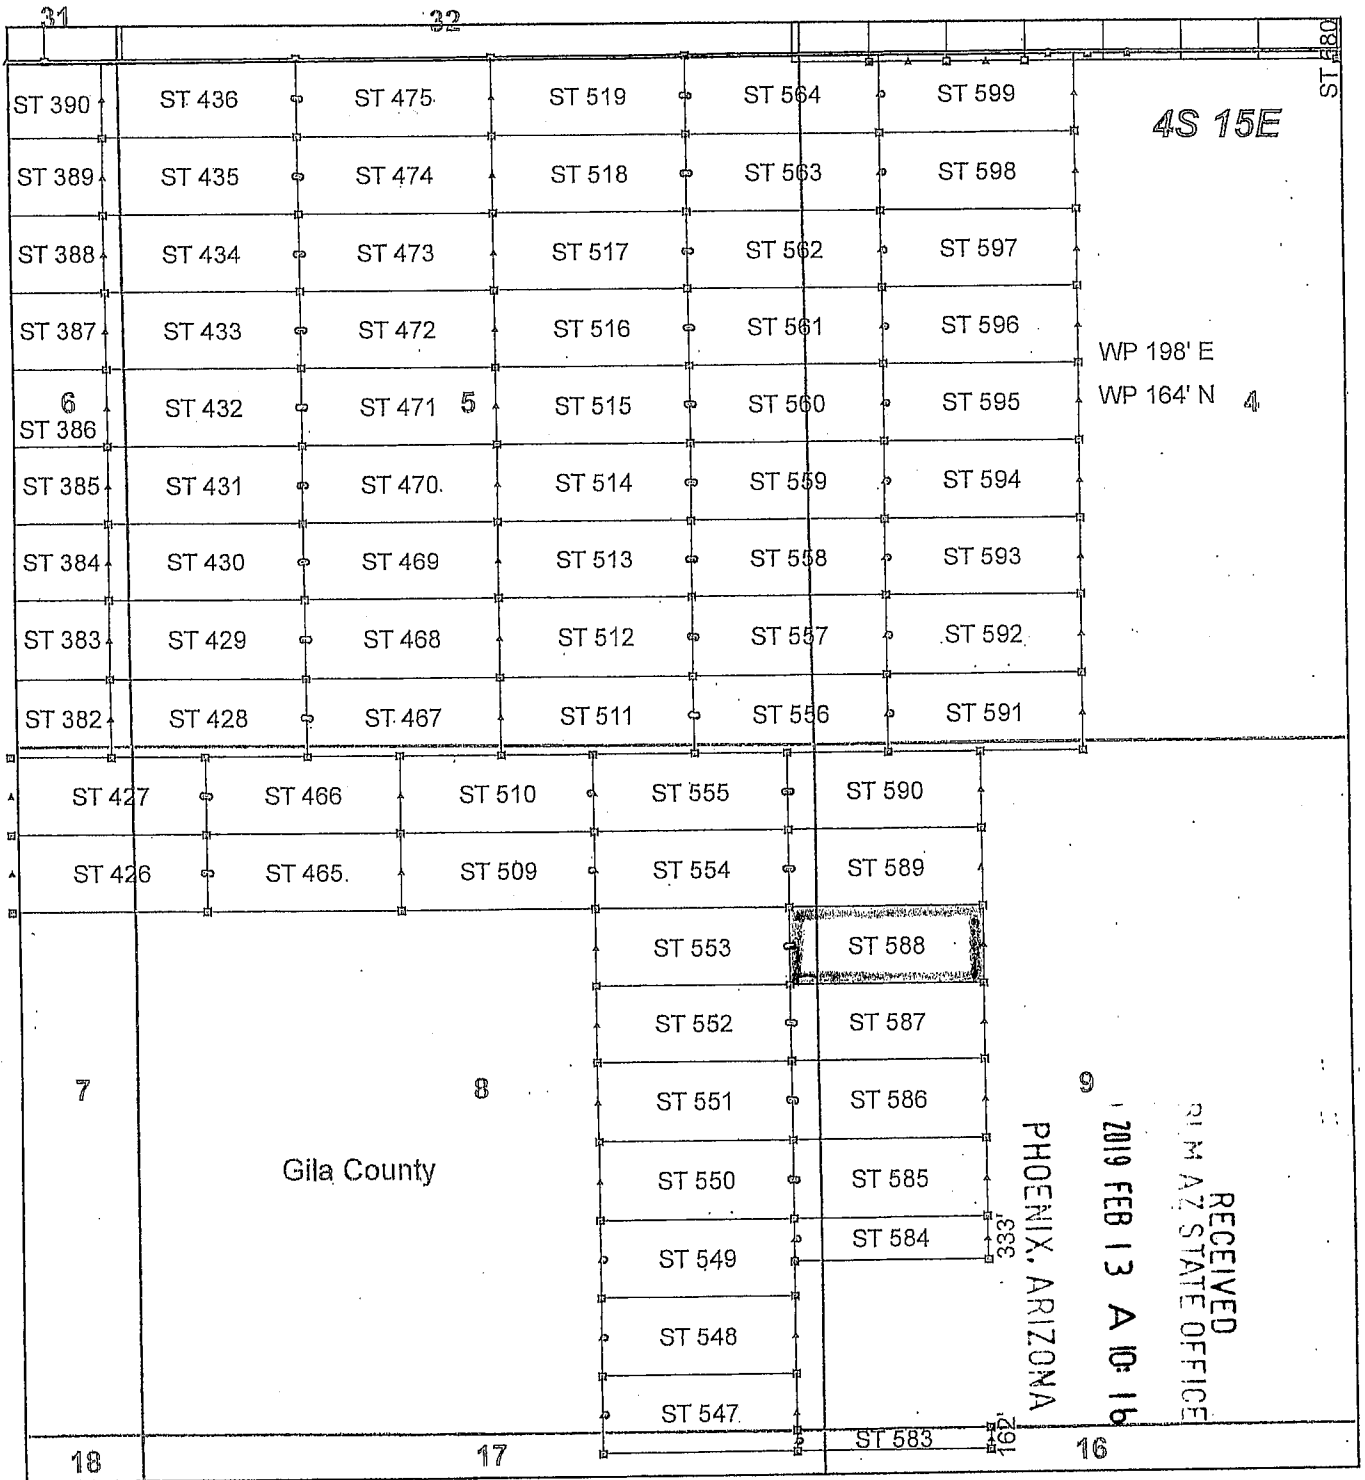 31 32
ST 680
ST 390 ST 436 ST 475 ST 519 ST 564 ST 599
4S 15E
ST 389 ST 435 ST 474 ST 518 ST 563 ST 598
ST 388 ST 434 ST 473 ST 517 ST 562 ST 597
ST 387 ST 433 ST 472 ST 516 ST 561 ST 596
WP 198' E
6 ST 432 ST 471 5 ST 515 ST 560 ST 595 WP 164' N 4
ST 386
ST 385 ST 431 ST 470 ST 514 ST 559 ST 594
ST 384 ST 430 ST 469 ST 513 ST 558 ST 593
ST 383 ST 429 ST 468 ST 512 ST 557 ST 592
ST 382 ST 428 ST 467 ST 511 ST 556 ST 591
ST 427 ST 466 ST 510 ST 555 ST 590
ST 426 ST 465 ST 509 ST 554 ST 589
ST 553 ST 588
ST 552 ST 587
7 8 9
ST 551 ST 586
Gila County ST 550 ST 585
ST 584 333'
ST 549
ST 548
ST 547
ST 583 162'
18 17 16
RECEIVED
BLM AZ STATE OFFICE
2019 FEB 13 A 10: 16
PHOENIX, ARIZONA